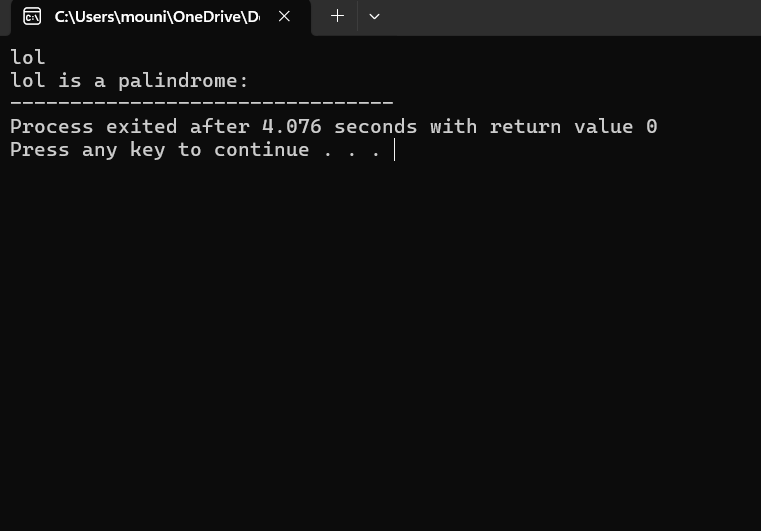 C:\Users\mouni\OneDrive\D
lol
lol is a palindrome:
--------------------------------
Process exited after 4.076 seconds with return value 0
Press any key to continue . . .